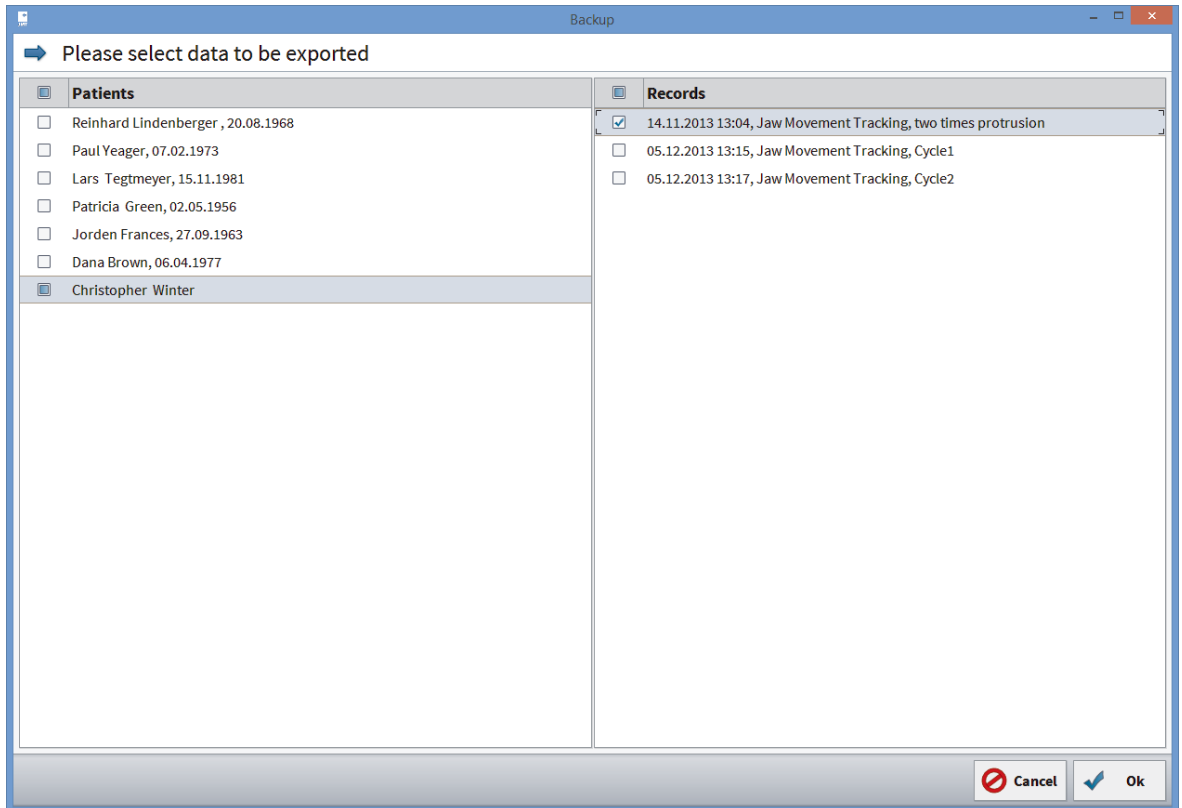 Backup
Please select data to be exported
Patients
Reinhard Lindenberger , 20.08.1968
Paul Yeager, 07.02.1973
Lars Tegtmeyer, 15.11.1981
Patricia Green, 02.05.1956
Jorden Frances, 27.09.1963
Dana Brown, 06.04.1977
Christopher Winter
Records
14.11.2013 13:04, Jaw Movement Tracking, two times protrusion
05.12.2013 13:15, Jaw Movement Tracking, Cycle1
05.12.2013 13:17, Jaw Movement Tracking, Cycle2
Cancel
Ok